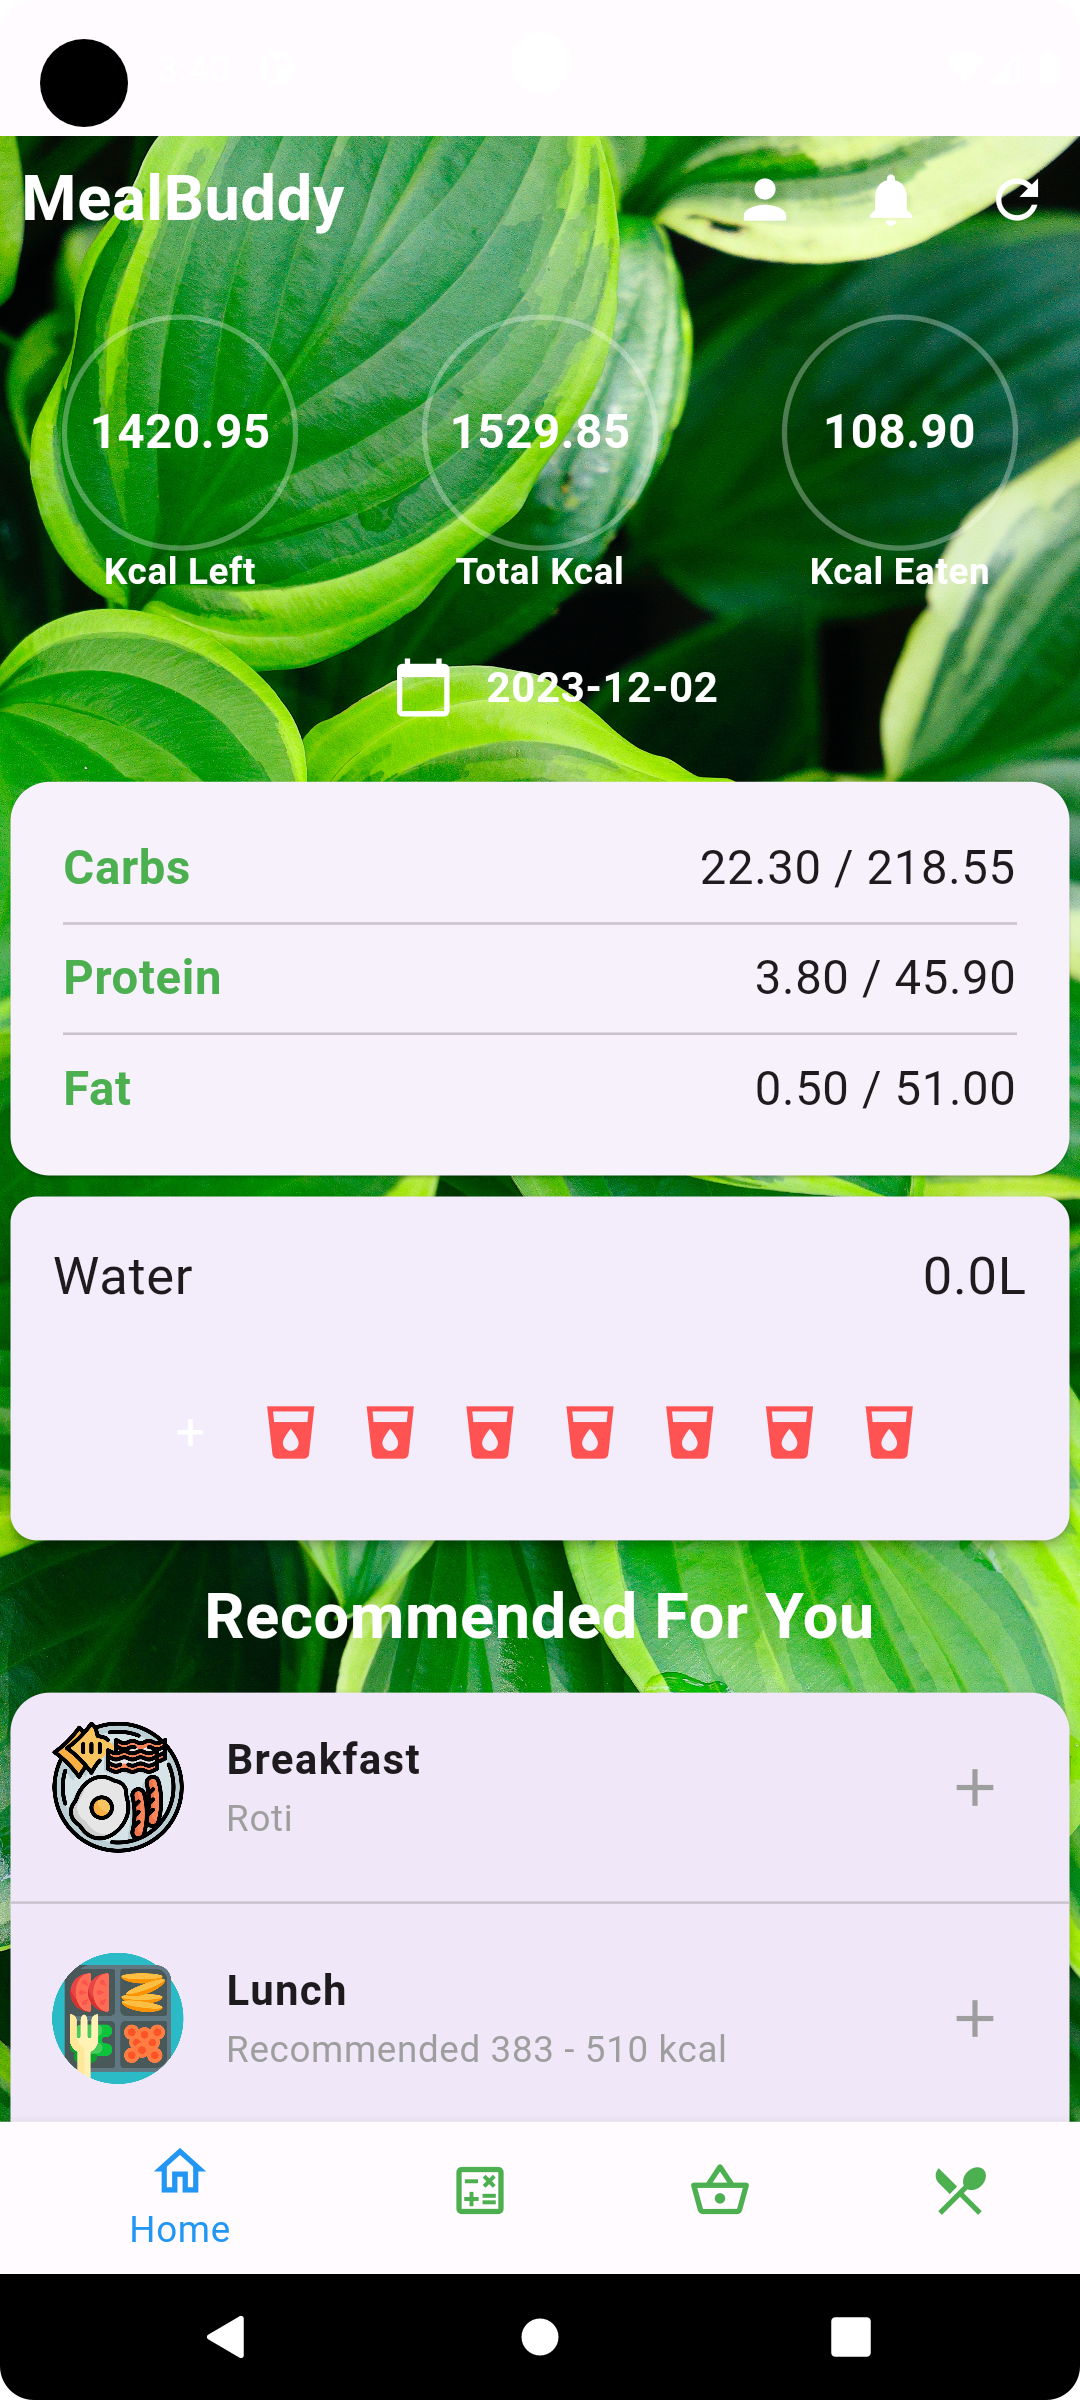 MealBuddy
1420.95 1529.85 108.90
Kcal Left Total Kcal Kcal Eaten
2023-12-02
Carbs 22.30 / 218.55
Protein 3.80 / 45.90
Fat 0.50 / 51.00
Water 0.0L
Recommended For You
Breakfast
Roti
Lunch
Recommended 383 - 510 kcal
Home